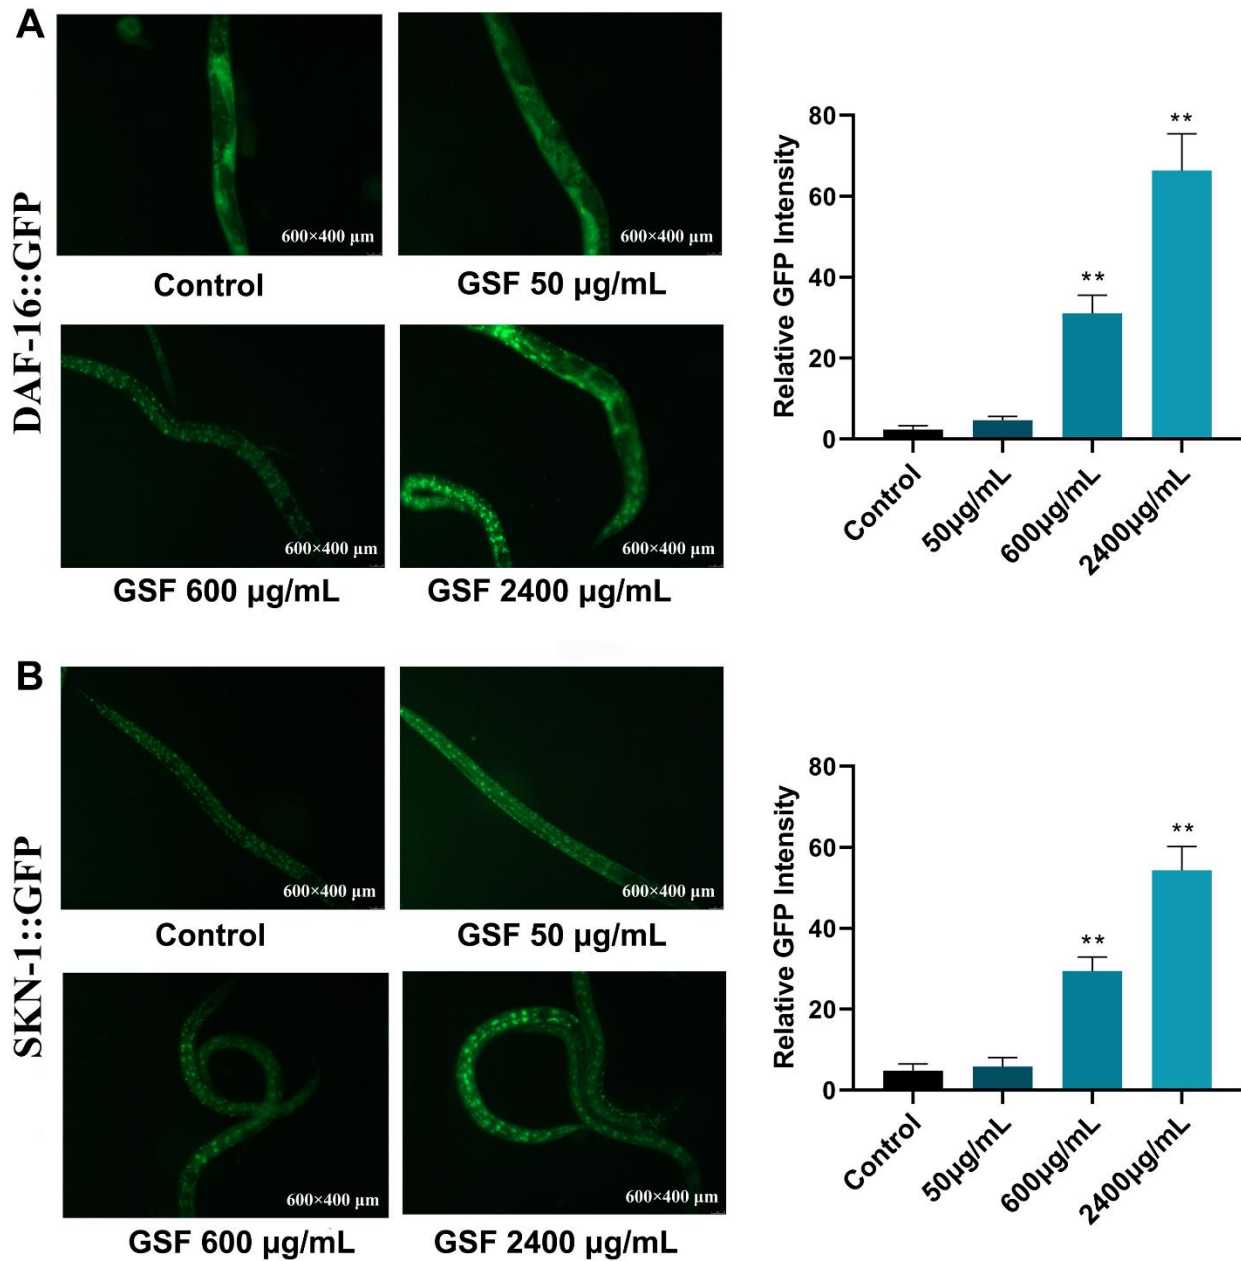 A
DAF-16::GFP
600×400 µm
600×400 µm
Control
GSF 50 µg/mL
600×400 µm
600×400 µm
GSF 600 µg/mL
GSF 2400 µg/mL
Relative GFP Intensity
80
60
40
20
0
**
**
Control
50µg/mL
600µg/mL
2400µg/mL
B
SKN-1::GFP
600×400 µm
600×400 µm
Control
GSF 50 µg/mL
600×400 µm
600×400 µm
GSF 600 µg/mL
GSF 2400 µg/mL
Relative GFP Intensity
80
60
40
20
0
**
**
Control
50µg/mL
600µg/mL
2400µg/mL